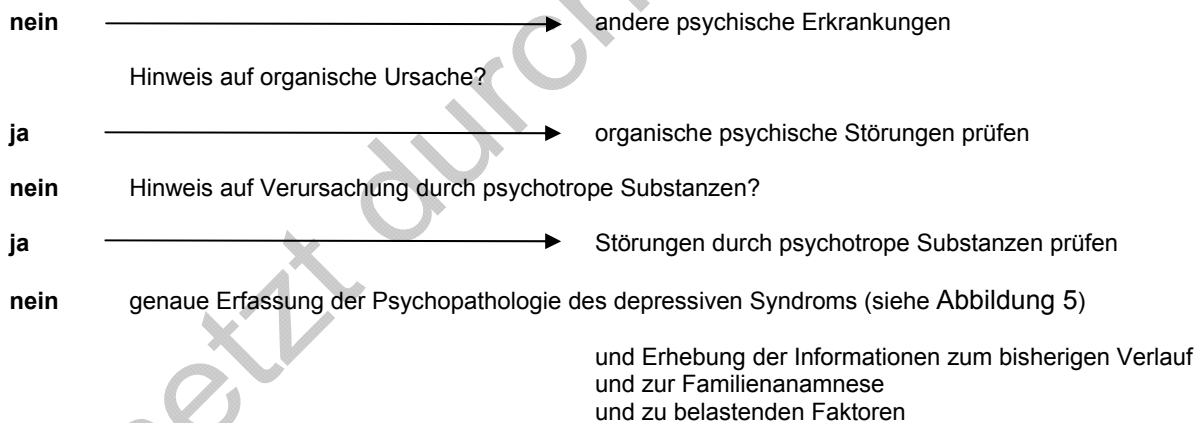 nein andere psychische Erkrankungen
Hinweis auf organische Ursache?
ja organische psychische Störungen prüfen
nein Hinweis auf Verursachung durch psychotrope Substanzen?
ja Störungen durch psychotrope Substanzen prüfen
nein genaue Erfassung der Psychopathologie des depressiven Syndroms (siehe Abbildung 5)
und Erhebung der Informationen zum bisherigen Verlauf
und zur Familienanamnese
und zu belastenden Faktoren